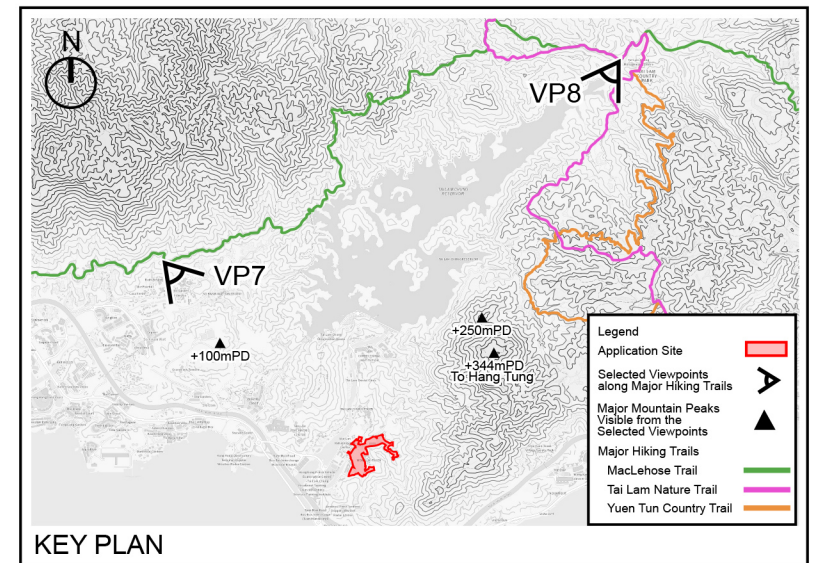 N
VP8
VP7
+100mPD
+250mPD
+344mPD
To Hang Tung
Legend
Application Site
Selected Viewpoints
along Major Hiking Trails
Major Mountain Peaks
Visible from the
Selected Viewpoints
Major Hiking Trails
MacLehose Trail
Tai Lam Nature Trail
Yuen Tun Country Trail
KEY PLAN